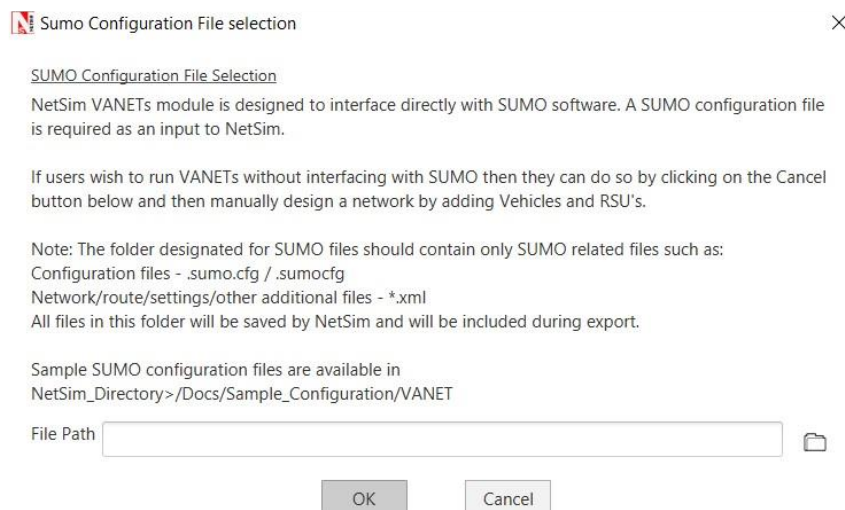 Sumo Configuration File selection
SUMO Configuration File Selection
NetSim VANETs module is designed to interface directly with SUMO software. A SUMO configuration file
is required as an input to NetSim.
If users wish to run VANETs without interfacing with SUMO then they can do so by clicking on the Cancel
button below and then manually design a network by adding Vehicles and RSU's.
Note: The folder designated for SUMO files should contain only SUMO related files such as:
Configuration files - .sumo.cfg / .sumocfg
Network/route/settings/other additional files - *.xml
All files in this folder will be saved by NetSim and will be included during export.
Sample SUMO configuration files are available in
NetSim_Directory>/Docs/Sample_Configuration/VANET
File Path
OK Cancel